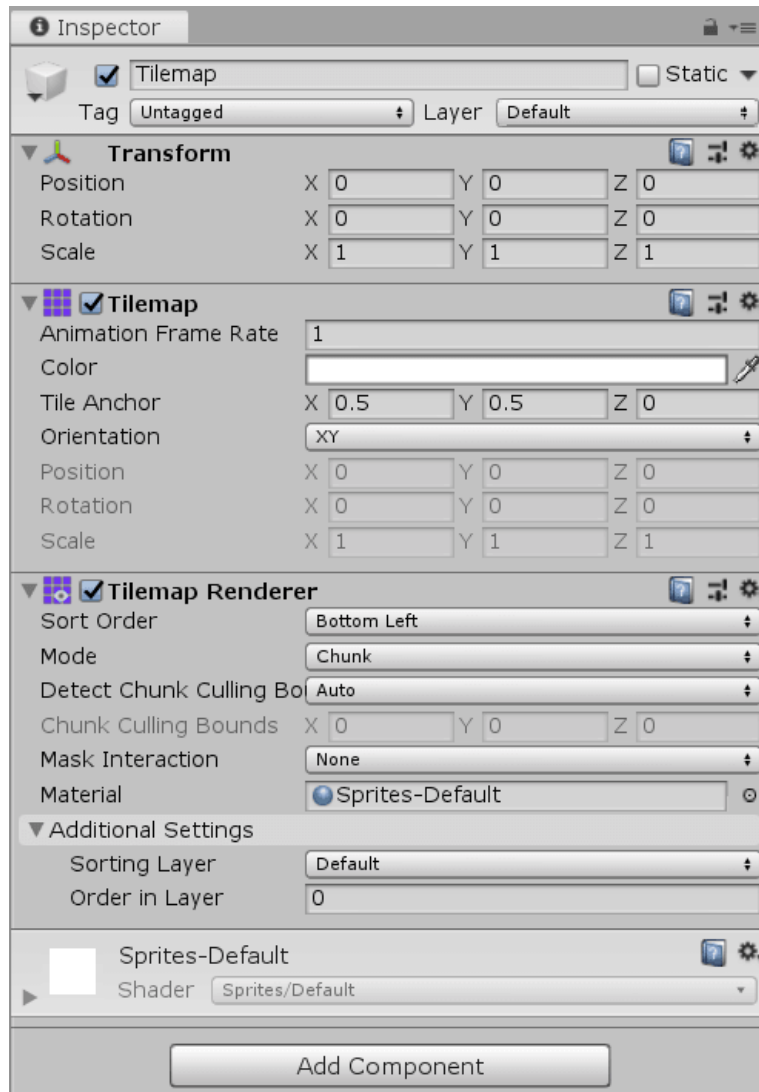 Inspector
Tilemap Static
Tag Untagged Layer Default
Transform
Position X 0 Y 0 Z 0
Rotation X 0 Y 0 Z 0
Scale X 1 Y 1 Z 1
Tilemap
Animation Frame Rate 1
Color
Tile Anchor X 0.5 Y 0.5 Z 0
Orientation XY
Position X 0 Y 0 Z 0
Rotation X 0 Y 0 Z 0
Scale X 1 Y 1 Z 1
Tilemap Renderer
Sort Order Bottom Left
Mode Chunk
Detect Chunk Culling Bo Auto
Chunk Culling Bounds X 0 Y 0 Z 0
Mask Interaction None
Material Sprites-Default
Additional Settings
Sorting Layer Default
Order in Layer 0
Sprites-Default
Shader Sprites/Default
Add Component